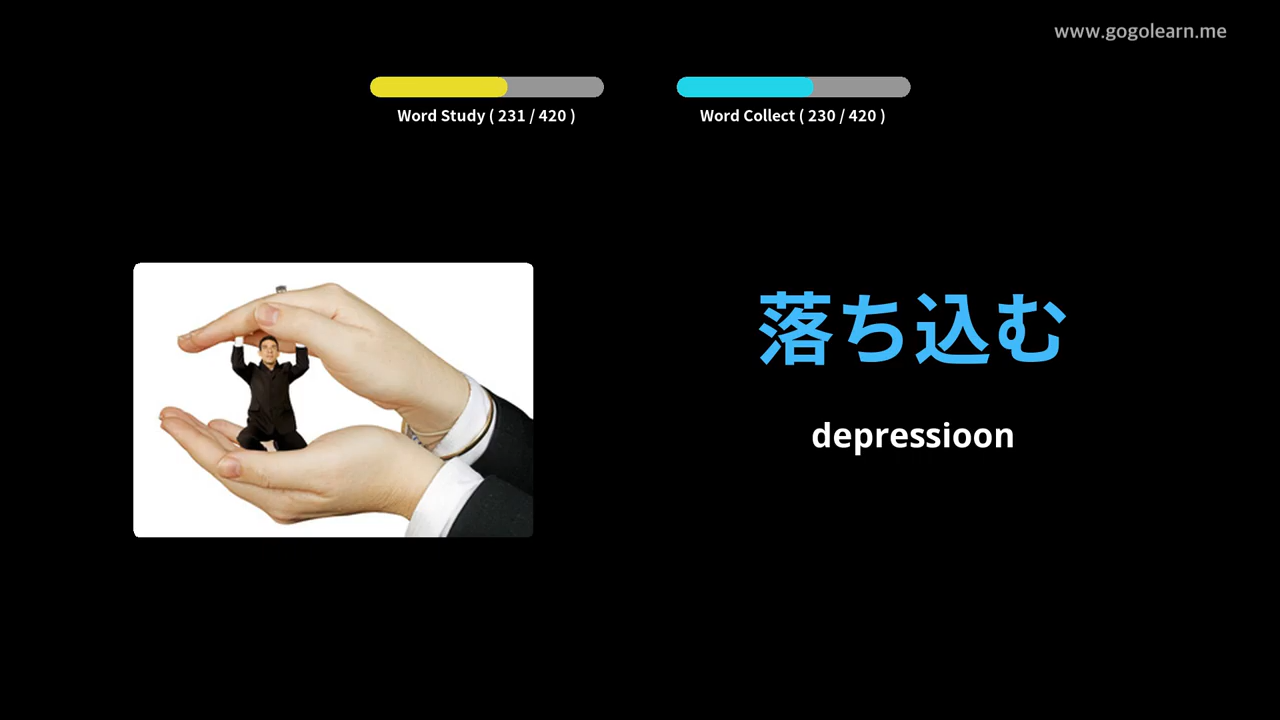 www.gogolearn.me
Word Study ( 231 / 420 )
Word Collect ( 230 / 420 )
落ち込む
depressioon